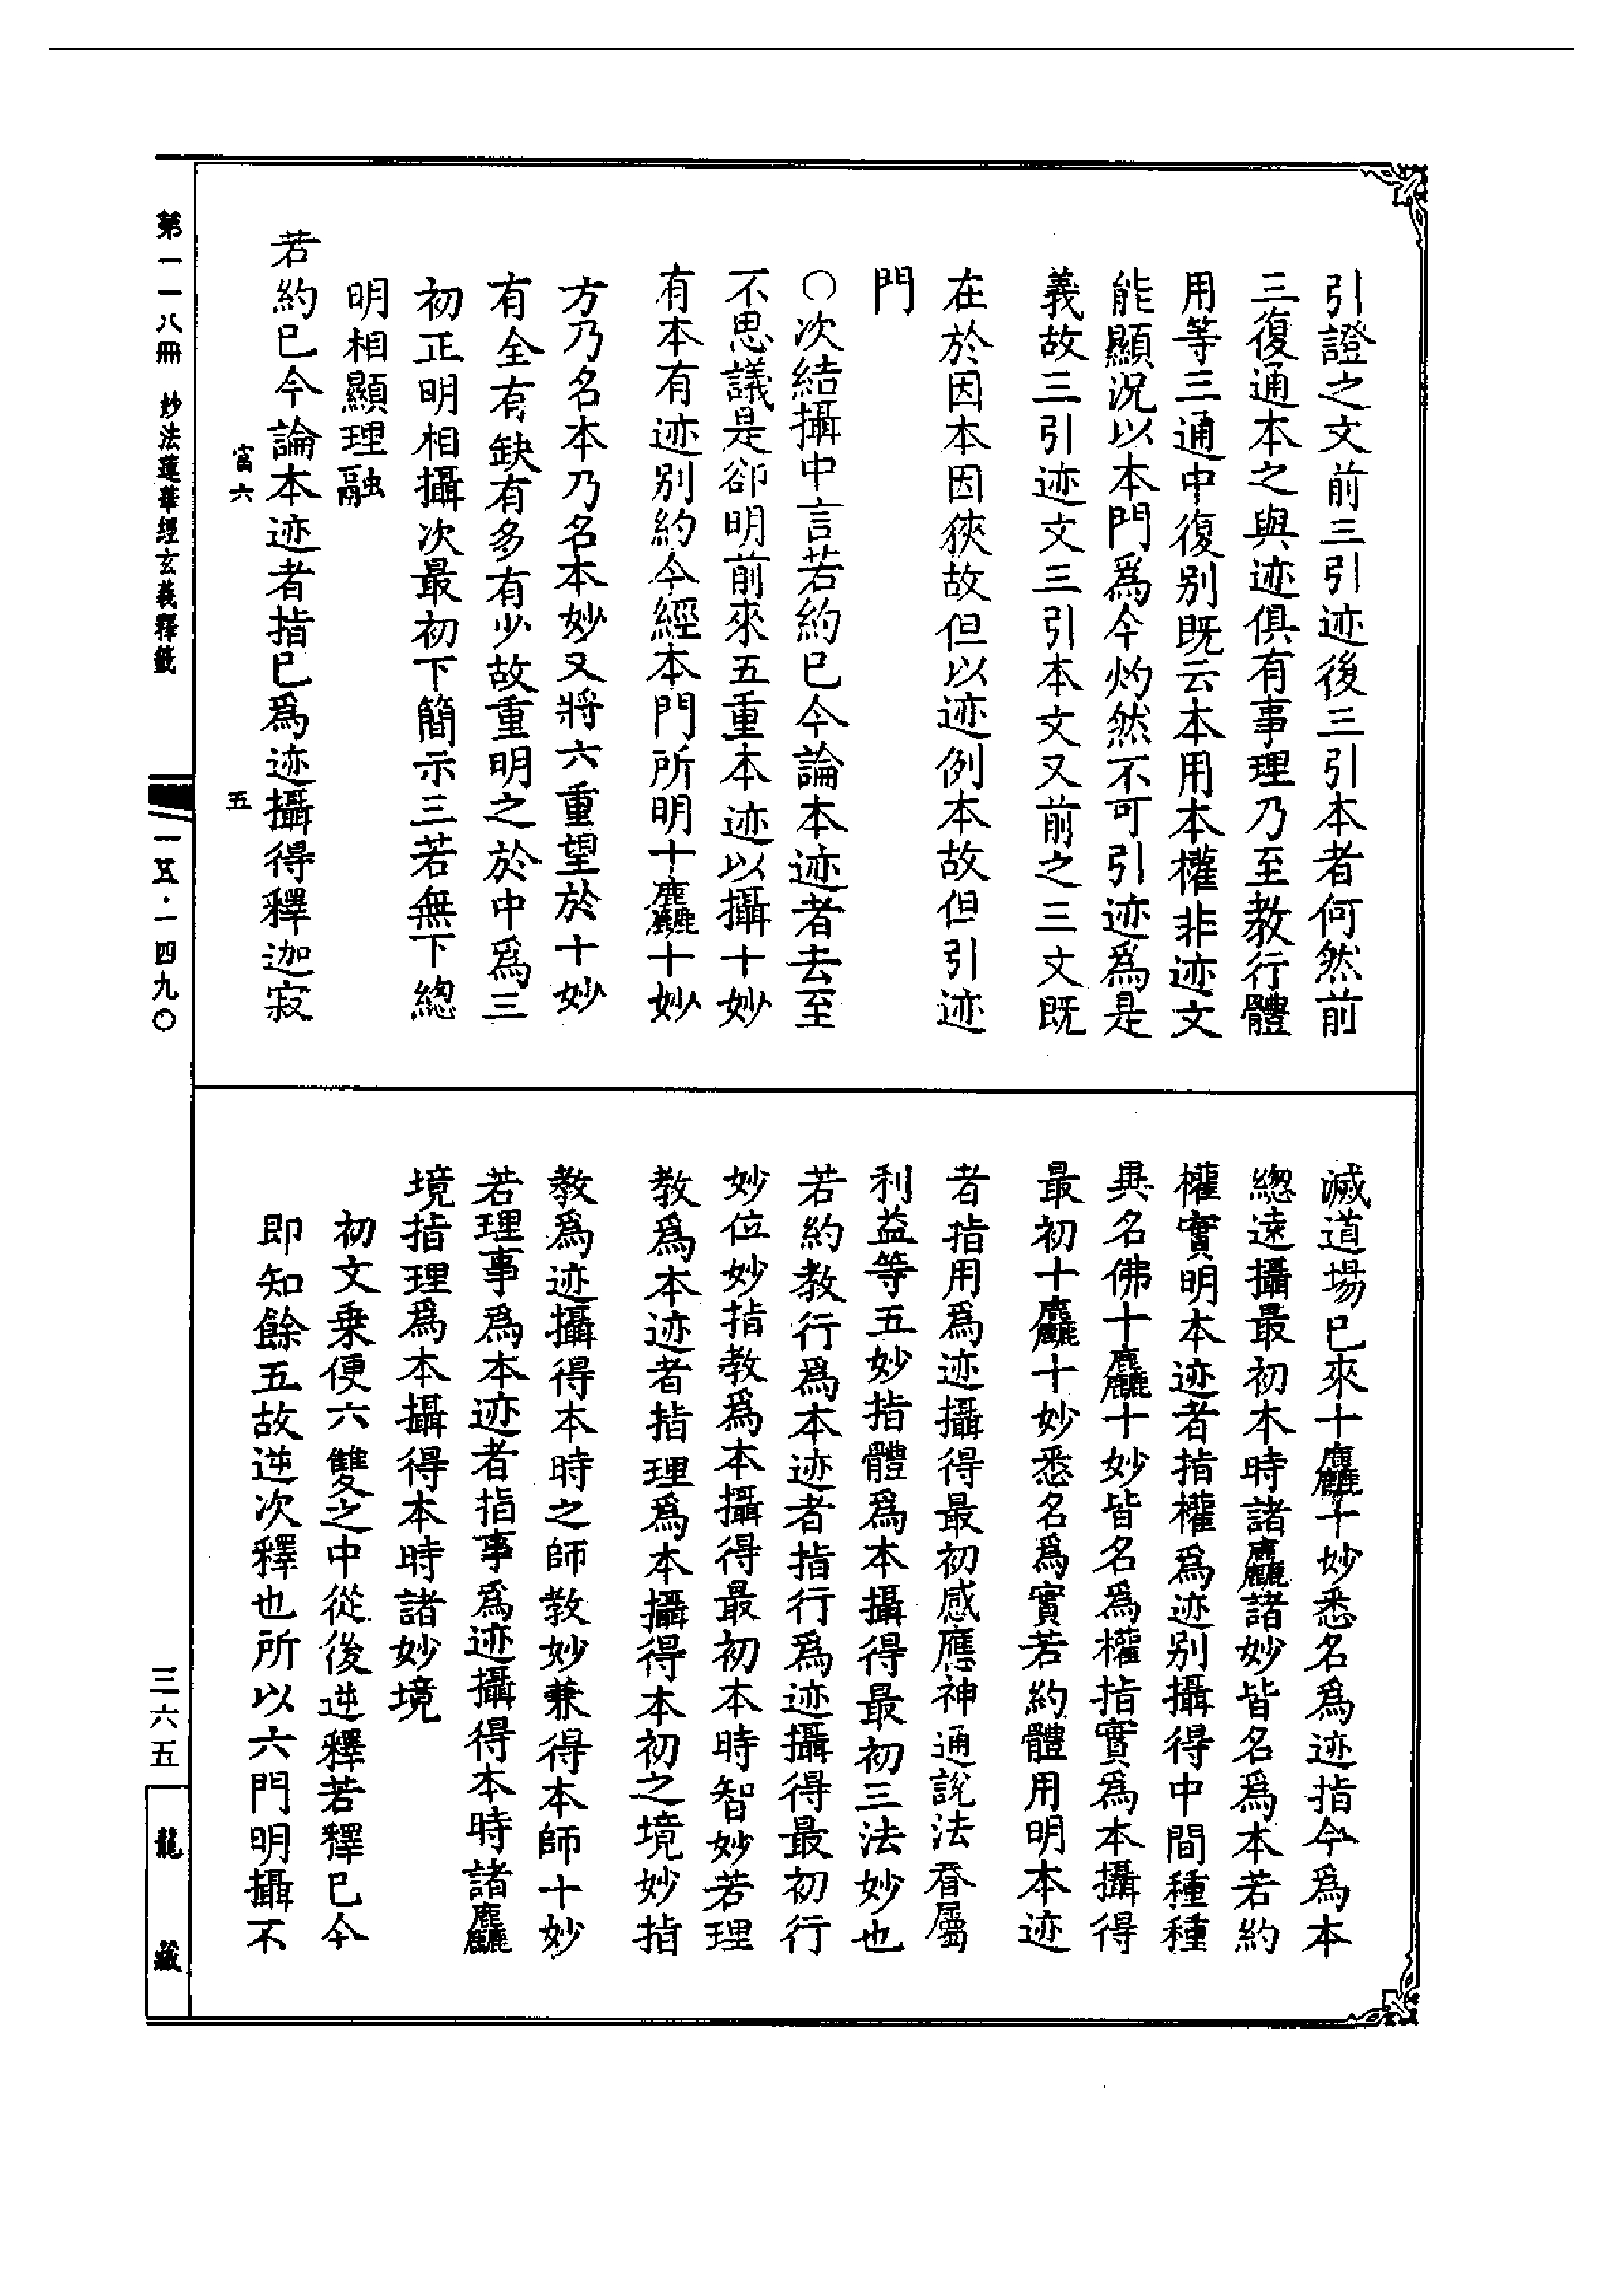 引證之文前三引迹後三引本者何然前
三復通本之與迹俱有事理乃至教行體
用等三通中復別既云本用本權非迹文
能顯況以本門爲今灼然不可引迹爲是
義故三引迹文三引本文又前之三文既
在於因本因狹故但以迹例本故但引迹
門
○次結攝中言若約已今論本迹者去至
不思議是卻明前來五重本迹以攝十妙
有本有迹別約今經本門所明十麤十妙
方乃名本乃名本妙又將六重望於十妙
有全有缺有多有少故重明之於中爲三
初正明相攝次最初下簡示三若無下總
明相顯理融
若約已今論本迹者指已爲迹攝得釋迦寂
富六 五
滅道場已來十麤十妙悉名爲迹指今爲本
總遠攝最初本時諸麤諸妙皆名爲本若約
權實明本迹者指權爲迹別攝得中間種種
異名佛十麤十妙皆名爲權指實爲本攝得
最初十麤十妙悉名爲實若約體用明本迹
者指用爲迹攝得最初感應神通說法眷屬
利益等五妙指體爲本攝得最初三法妙也
若約教行爲本迹者指行爲迹攝得最初行
妙位妙指教爲本攝得最初本時智妙若理
教爲本迹者指理爲本攝得本初之境妙指
教爲迹攝得本時之師教妙兼得本師十妙
若理事爲本迹者指事爲迹攝得本時諸麤
境指理爲本攝得本時諸妙境
初文乗便六雙之中從後逆釋若釋已今
即知餘五故逆次釋也所以六門明攝不
第一一八冊 妙法蓮華經玄義釋籤
一五·一四九〇
三六五
龍藏